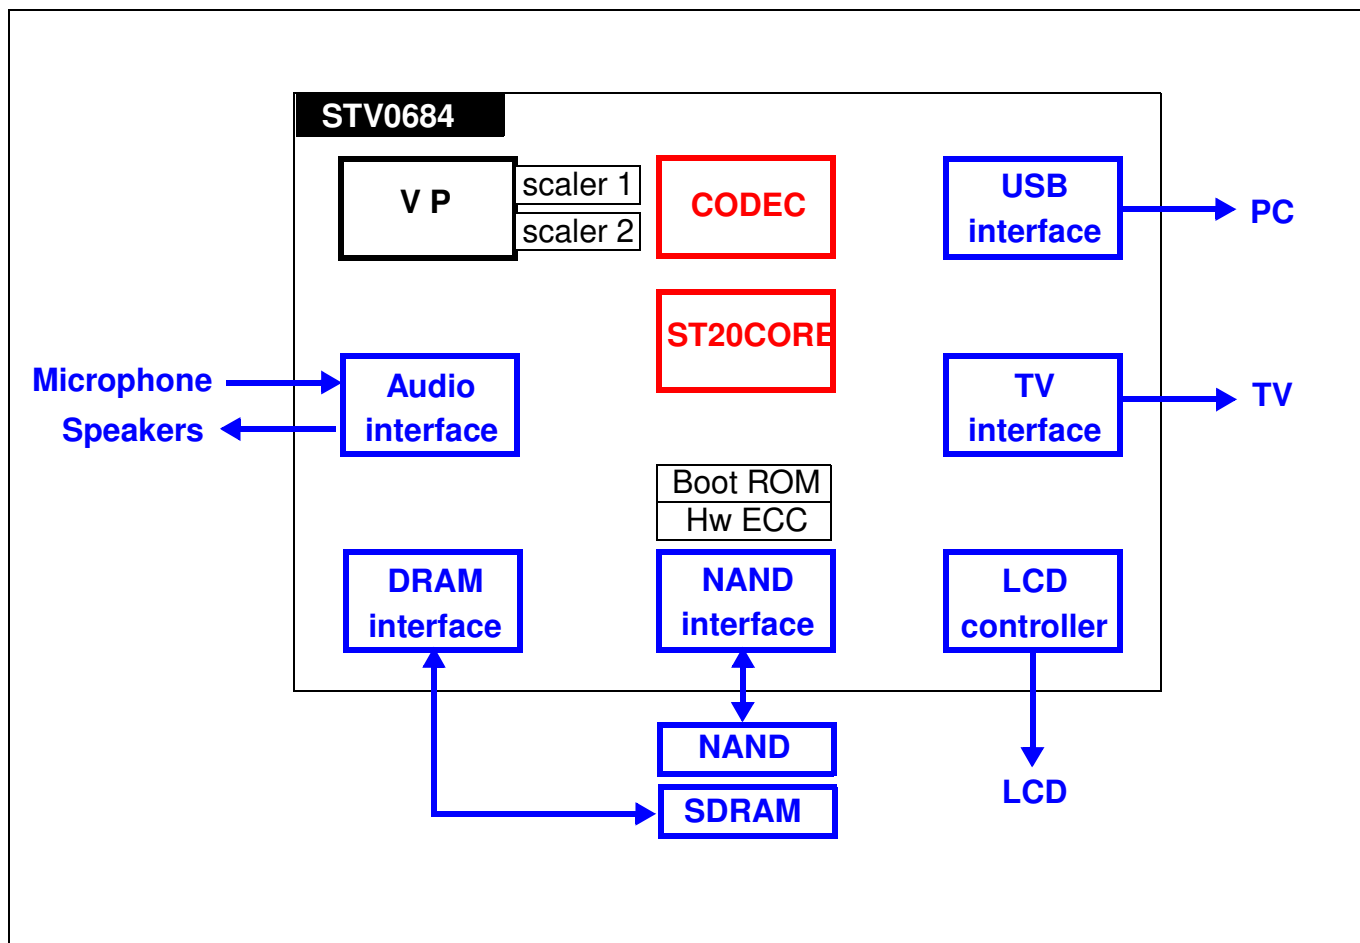 STV0684
V P
scaler 1
scaler 2
CODEC
USB
interface
PC
ST20CORE
Microphone
Speakers
Audio
interface
TV
interface
TV
Boot ROM
Hw ECC
DRAM
interface
NAND
interface
LCD
controller
NAND
SDRAM
LCD